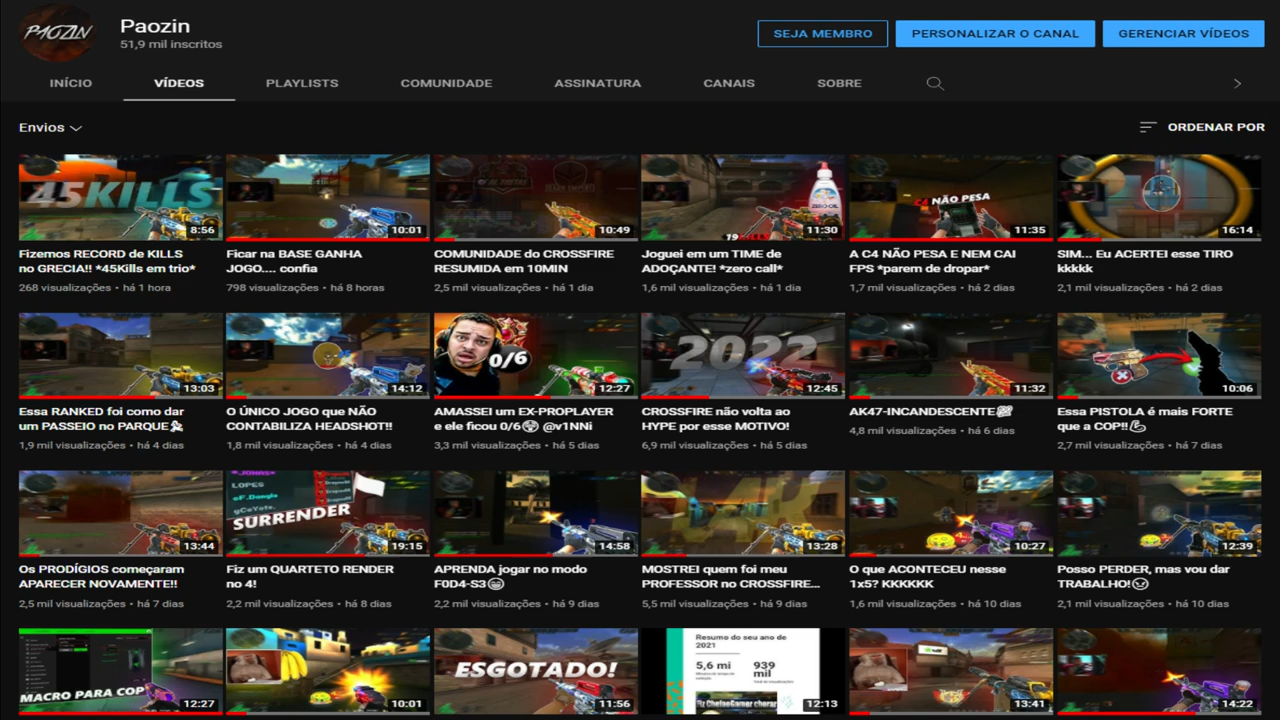 PAOZIN
Paozin
51,9 mil inscritos
SEJA MEMBRO
PERSONALIZAR O CANAL
GERENCIAR VÍDEOS
INÍCIO
VÍDEOS
PLAYLISTS
COMUNIDADE
ASSINATURA
CANAIS
SOBRE
Envios
ORDENAR POR
45KILLS
8:56
10:01
10:49
ZERO-CAL
19KILLS
11:30
C4 NÃO PESA
11:35
16:14
Fizemos RECORD de KILLS
no GRECIA!! *45Kills em trio*
268 visualizações • há 1 hora
Ficar na BASE GANHA
JOGO.... confia
798 visualizações • há 8 horas
COMUNIDADE do CROSSFIRE
RESUMIDA em 10MIN
2,5 mil visualizações • há 1 dia
Joguei em um TIME de
ADOÇANTE! *zero call*
1,6 mil visualizações • há 1 dia
A C4 NÃO PESA E NEM CAI
FPS *parem de dropar*
1,7 mil visualizações • há 2 dias
SIM... Eu ACERTEI esse TIRO
kkkkk
2,1 mil visualizações • há 2 dias
13:03
14:12
0/6
12:27
2022
12:45
11:32
10:06
Essa RANKED foi como dar
um PASSEIO no PARQUE
1,9 mil visualizações • há 4 dias
O ÚNICO JOGO que NÃO
CONTABILIZA HEADSHOT!!
1,8 mil visualizações • há 4 dias
AMASSEI um EX-PROPLAYER
e ele ficou 0/6 @v1NNi
3,3 mil visualizações • há 5 dias
CROSSFIRE não volta ao
HYPE por esse MOTIVO!
6,9 mil visualizações • há 5 dias
AK47-INCANDESCENTE💯
4,8 mil visualizações • há 6 dias
Essa PISTOLA é mais FORTE
que a COP!!💪
2,7 mil visualizações • há 7 dias
13:44
LOPES
SURRENDER
19:15
14:58
13:28
10:27
12:39
Os PRODÍGIOS começaram
APARECER NOVAMENTE!!
2,5 mil visualizações • há 7 dias
Fiz um QUARTETO RENDER
no 4!
2,2 mil visualizações • há 8 dias
APRENDA jogar no modo
F0D4-S3😁
2,2 mil visualizações • há 9 dias
MOSTREI quem foi meu
PROFESSOR no CROSSFIRE...
5,5 mil visualizações • há 9 dias
O que ACONTECEU nesse
1x5? KKKKKK
1,6 mil visualizações • há 10 dias
Posso PERDER, mas vou dar
TRABALHO!
2,1 mil visualizações • há 10 dias
MACRO PARA COP
12:27
10:01
ESGOTADO!
11:56
Resumo do seu ano de
2021
5,6 mi
939
mil
12:13
13:41
14:22